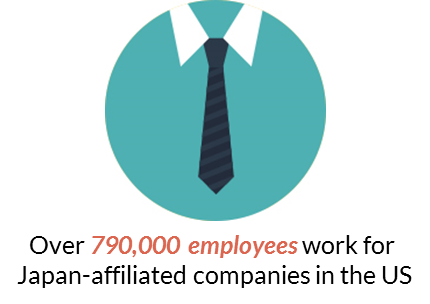 Over 790,000 employees work for
Japan-affiliated companies in the US